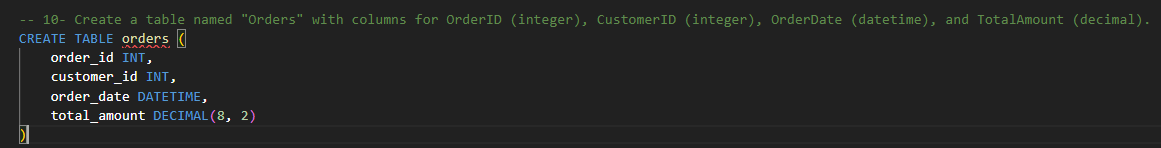 -- 10- Create a table named "Orders" with columns for OrderID (integer), CustomerID (integer), OrderDate (datetime), and TotalAmount (decimal).
CREATE TABLE orders (
    order_id INT,
    customer_id INT,
    order_date DATETIME,
    total_amount DECIMAL(8, 2)
)